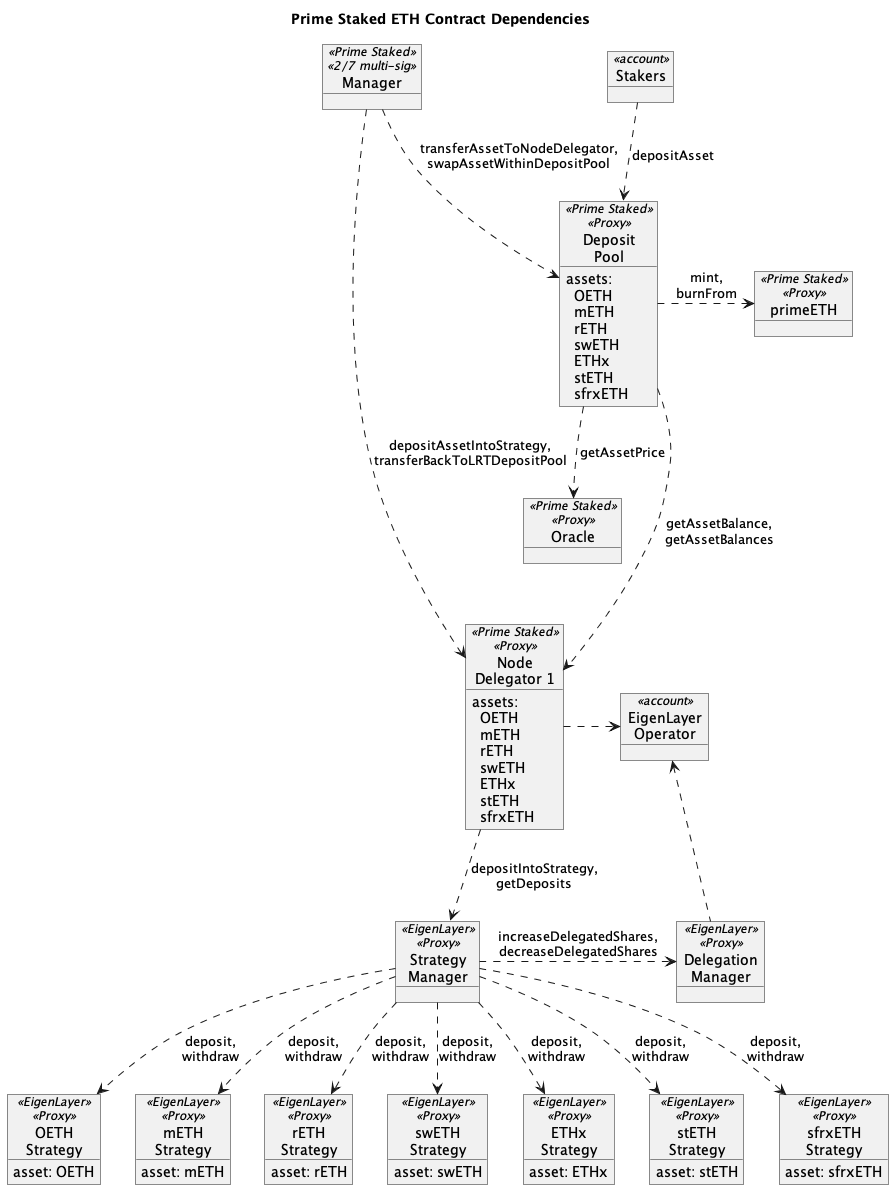 Prime Staked ETH Contract Dependencies
«Prime Staked»
«2/7 multi-sig»
Manager
«account»
Stakers
transferAssetToNodeDelegator,
swapAssetWithinDepositPool
depositAsset
«Prime Staked»
«Proxy»
Deposit
Pool
assets:
OETH
mETH
rETH
swETH
ETHx
stETH
sfrxETH
mint,
burnFrom
«Prime Staked»
«Proxy»
primeETH
depositAssetIntoStrategy,
transferBackToLRTDepositPool
getAssetPrice
«Prime Staked»
«Proxy»
Oracle
getAssetBalance,
getAssetBalances
«Prime Staked»
«Proxy»
Node
Delegator 1
assets:
OETH
mETH
rETH
swETH
ETHx
stETH
sfrxETH
«account»
EigenLayer
Operator
depositIntoStrategy,
getDeposits
«EigenLayer»
«Proxy»
Strategy
Manager
increaseDelegatedShares,
decreaseDelegatedShares
«EigenLayer»
«Proxy»
Delegation
Manager
deposit,
withdraw
deposit,
withdraw
deposit,
withdraw
deposit,
withdraw
deposit,
withdraw
deposit,
withdraw
deposit,
withdraw
«EigenLayer»
«Proxy»
OETH
Strategy
asset: OETH
«EigenLayer»
«Proxy»
mETH
Strategy
asset: mETH
«EigenLayer»
«Proxy»
rETH
Strategy
asset: rETH
«EigenLayer»
«Proxy»
swETH
Strategy
asset: swETH
«EigenLayer»
«Proxy»
ETHx
Strategy
asset: ETHx
«EigenLayer»
«Proxy»
stETH
Strategy
asset: stETH
«EigenLayer»
«Proxy»
sfrxETH
Strategy
asset: sfrxETH